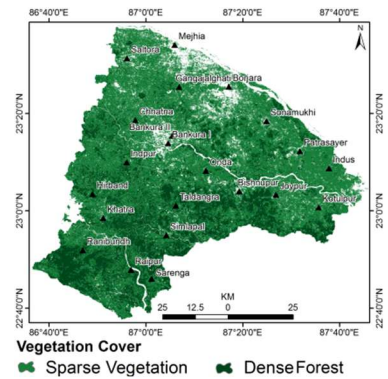 86°40'0"E 87°0'0"E 87°20'0"E 87°40'0"E
N
Mejhia
Saltora
Gangajalghati Borjara
23°20'0"N
23°20'0"N
Chhatna
Sonamukhi
Bankura II
Bankura I
Patrasayer
Indpur
Indus
Onda
Hirband
Bishnupur
Joypur
Kotulpur
Taldangra
23°0'0"N
23°0'0"N
Khatra
Simlapal
Ranibundh
Raipur
Sarenga
KM
25 12.5 0 25
22°40'0"N
22°40'0"N
86°40'0"E 87°0'0"E 87°20'0"E 87°40'0"E
Vegetation Cover
Sparse Vegetation Dense Forest